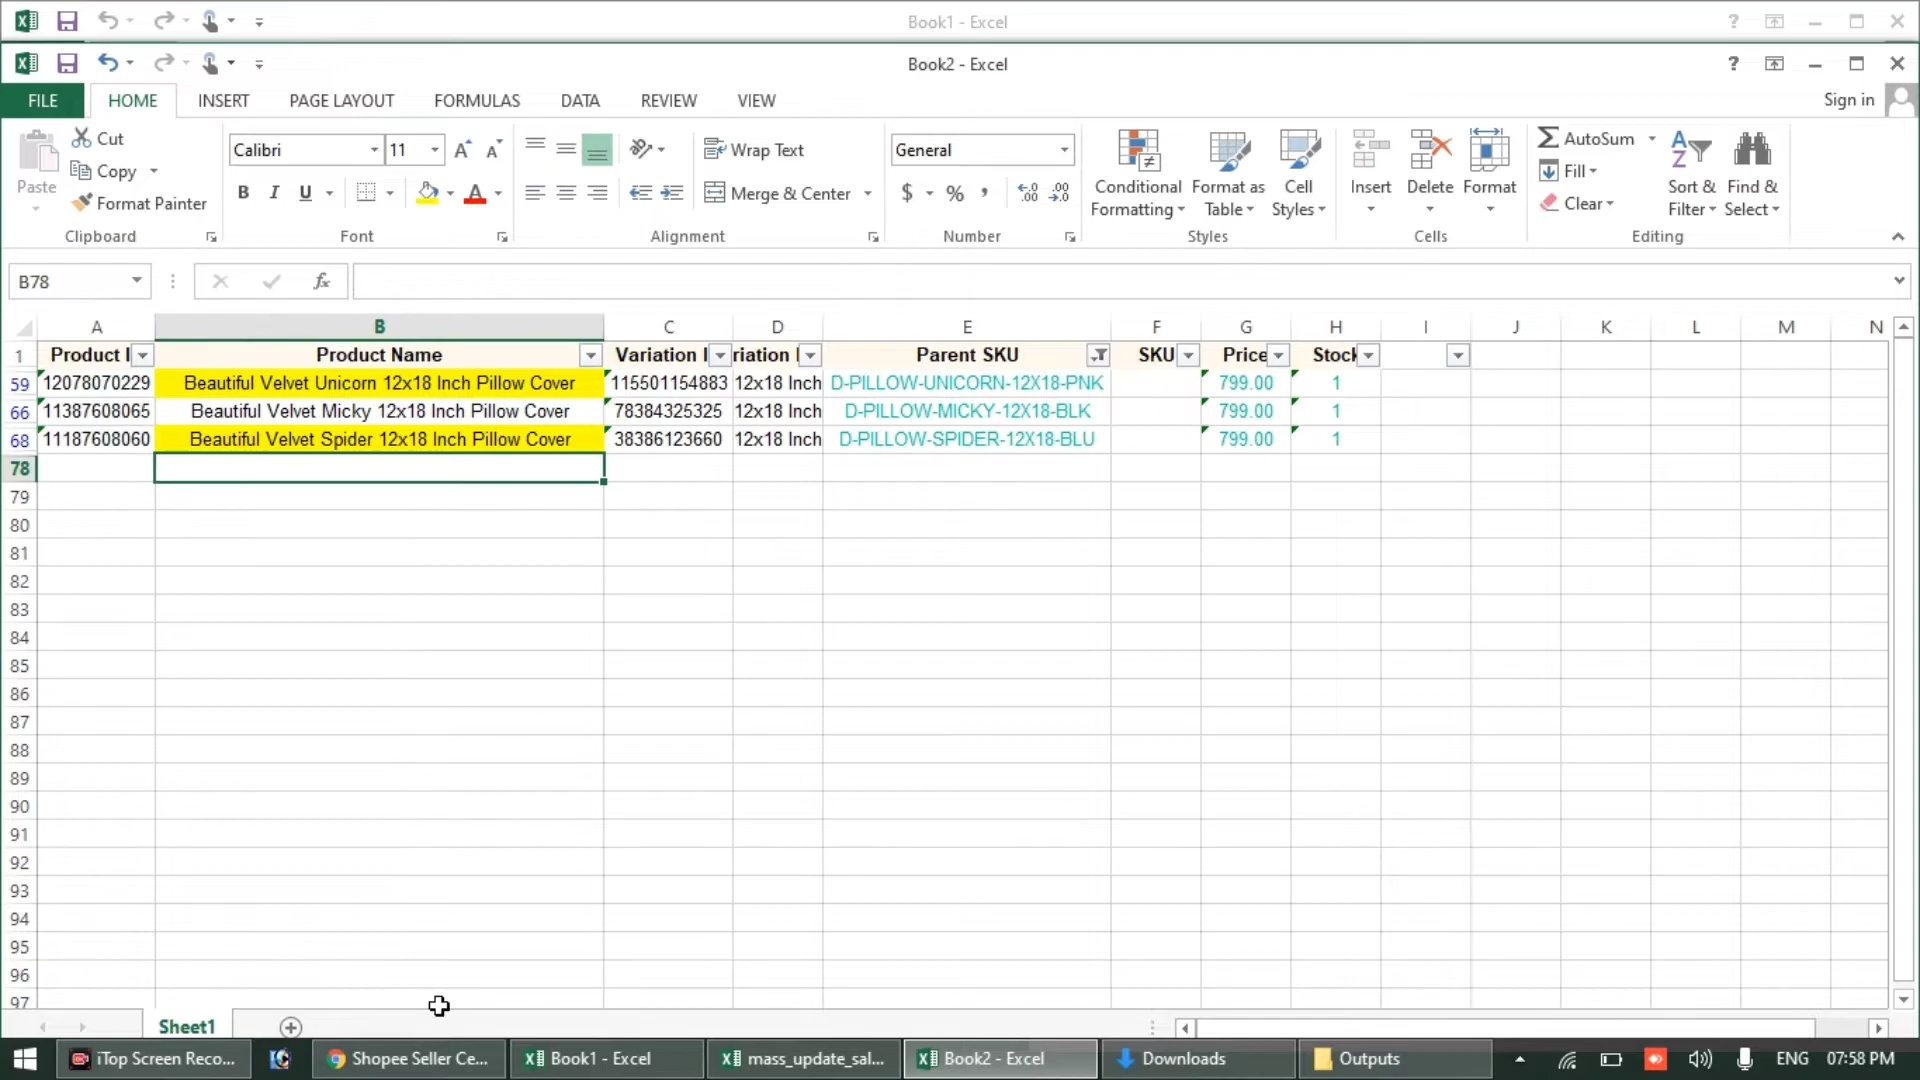 Book1 - Excel
?
Book2 - Excel
?
FILE HOME INSERT PAGE LAYOUT FORMULAS DATA REVIEW VIEW Sign in
Paste Cut Copy Format Painter
Calibri 11
B I U A
Wrap Text
Merge & Center
General
$ %
Conditional Formatting
Format as Table
Cell Styles
Insert Delete Format
AutoSum
Fill
Clear
Sort & Filter
Find & Select
Clipboard Font Alignment Number Styles Cells Editing
B78 fx
A B C D E F G H I J K L M N
1 Product I Product Name Variation I riation I Parent SKU SKU Price Stock
59 12078070229 Beautiful Velvet Unicorn 12x18 Inch Pillow Cover 115501154883 12x18 Inch D-PILLOW-UNICORN-12X18-PNK 799.00 1
66 11387608065 Beautiful Velvet Micky 12x18 Inch Pillow Cover 78384325325 12x18 Inch D-PILLOW-MICKY-12X18-BLK 799.00 1
68 11187608060 Beautiful Velvet Spider 12x18 Inch Pillow Cover 38386123660 12x18 Inch D-PILLOW-SPIDER-12X18-BLU 799.00 1
78
79
80
81
82
83
84
85
86
87
88
89
90
91
92
93
94
95
96
97
Sheet1
iTop Screen Reco... Shopee Seller Ce... Book1 - Excel mass_update_sal... Book2 - Excel Downloads Outputs ENG 07:58 PM